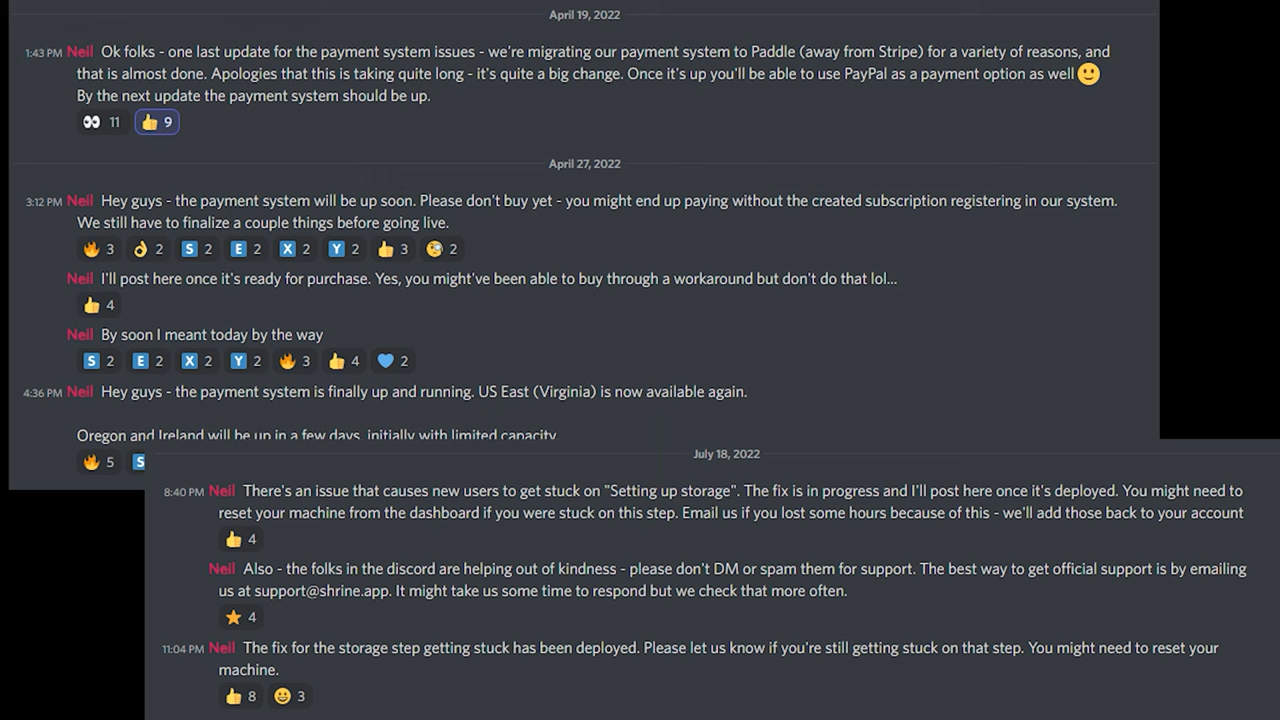 April 19, 2022
1:43 PM Neil Ok folks - one last update for the payment system issues - we're migrating our payment system to Paddle (away from Stripe) for a variety of reasons, and
that is almost done. Apologies that this is taking quite long - it's quite a big change. Once it's up you'll be able to use PayPal as a payment option as well 🙂
By the next update the payment system should be up.
👀 11 👍 9
April 27, 2022
3:12 PM Neil Hey guys - the payment system will be up soon. Please don't buy yet - you might end up paying without the created subscription registering in our system.
We still have to finalize a couple things before going live.
🔥 3 👌 2 🇸 2 🇪 2 🇽 2 🇾 2 👍 3 🧐 2
Neil I'll post here once it's ready for purchase. Yes, you might've been able to buy through a workaround but don't do that lol...
👍 4
Neil By soon I meant today by the way
🇸 2 🇪 2 🇽 2 🇾 2 🔥 3 👍 4 💙 2
4:36 PM Neil Hey guys - the payment system is finally up and running. US East (Virginia) is now available again.
Oregon and Ireland will be up in a few days, initially with limited capacity.
🔥 5 🇸
July 18, 2022
8:40 PM Neil There's an issue that causes new users to get stuck on "Setting up storage". The fix is in progress and I'll post here once it's deployed. You might need to
reset your machine from the dashboard if you were stuck on this step. Email us if you lost some hours because of this - we'll add those back to your account
👍 4
Neil Also - the folks in the discord are helping out of kindness - please don't DM or spam them for support. The best way to get official support is by emailing
us at support@shrine.app. It might take us some time to respond but we check that more often.
⭐ 4
11:04 PM Neil The fix for the storage step getting stuck has been deployed. Please let us know if you're still getting stuck on that step. You might need to reset your
machine.
👍 8 😀 3